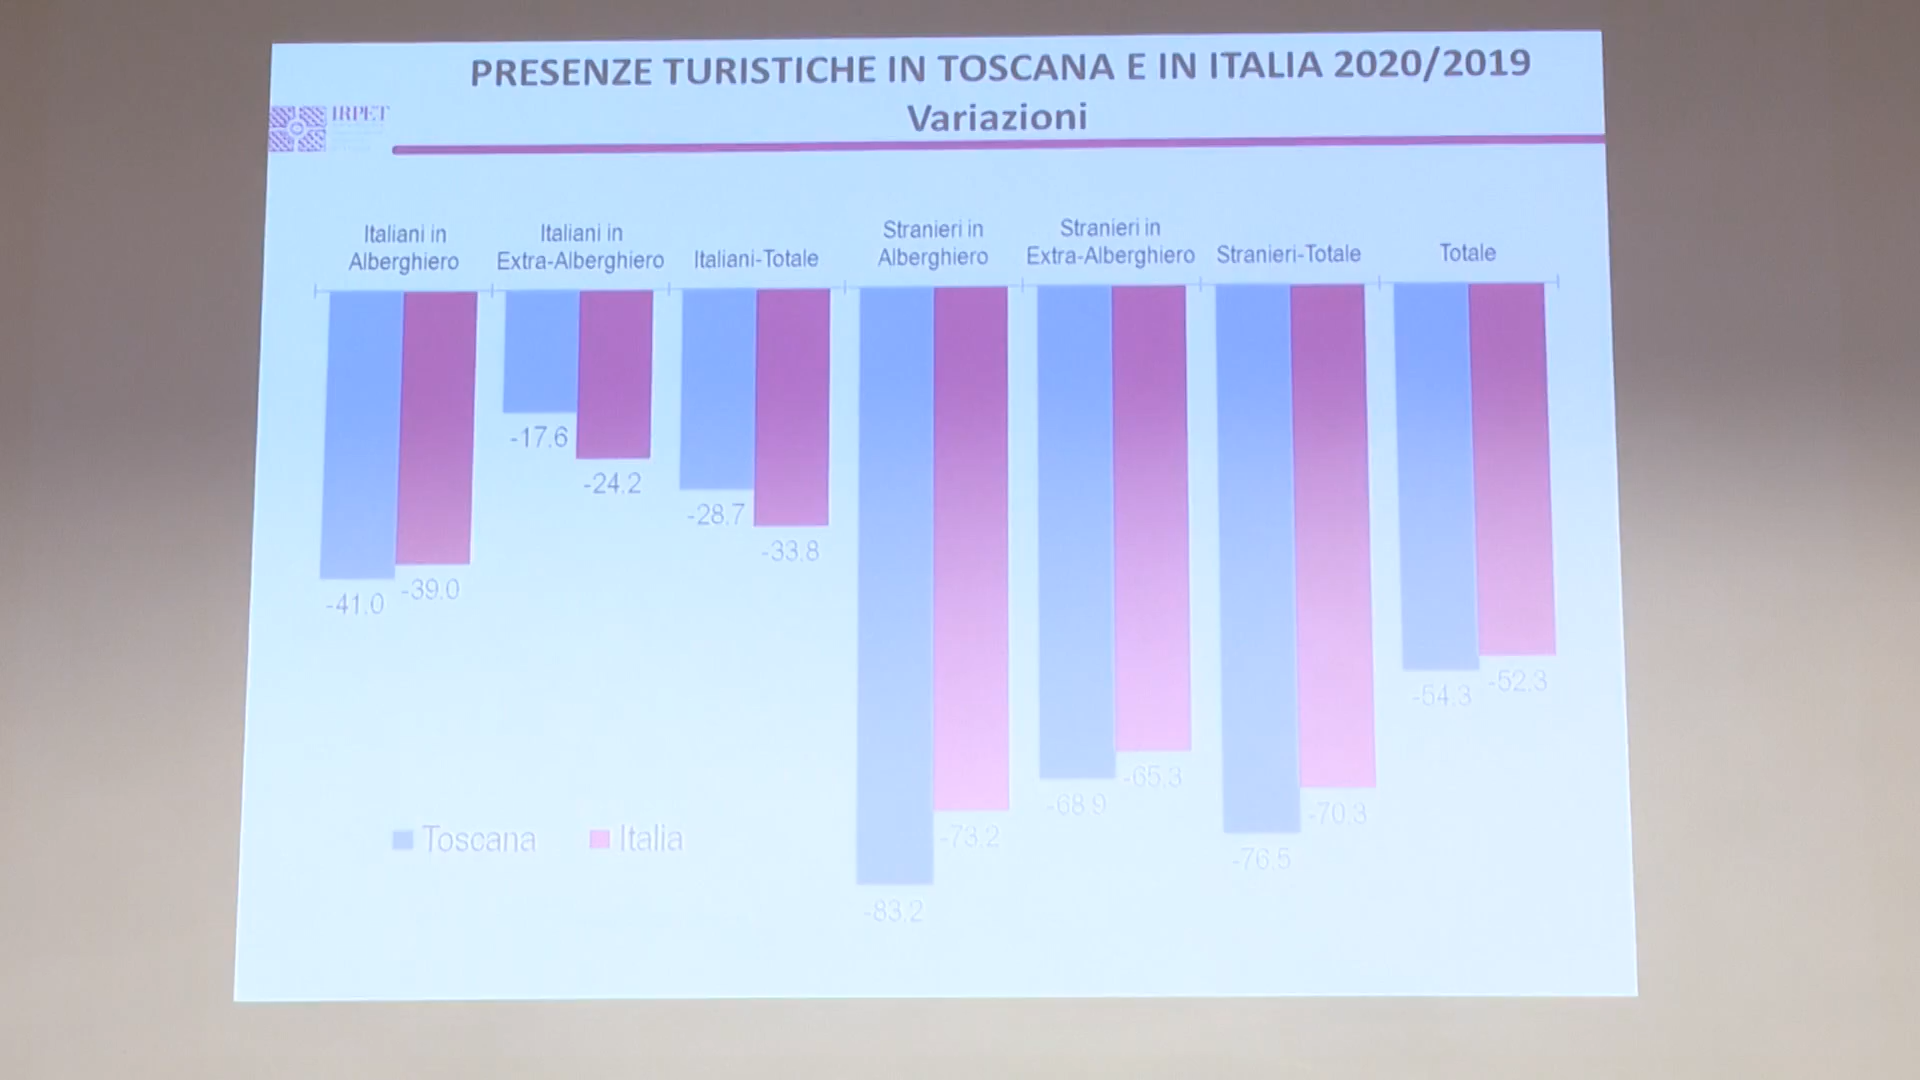 PRESENZE TURISTICHE IN TOSCANA E IN ITALIA 2020/2019
Variazioni
IRPET
Italiani in
Alberghiero
Italiani in
Extra-Alberghiero
Italiani-Totale
Stranieri in
Alberghiero
Stranieri in
Extra-Alberghiero
Stranieri-Totale
Totale
-41.0
-39.0
-17.6
-24.2
-28.7
-33.8
-83.2
-73.2
-68.9
-65.3
-76.5
-70.3
-54.3
-52.3
Toscana
Italia